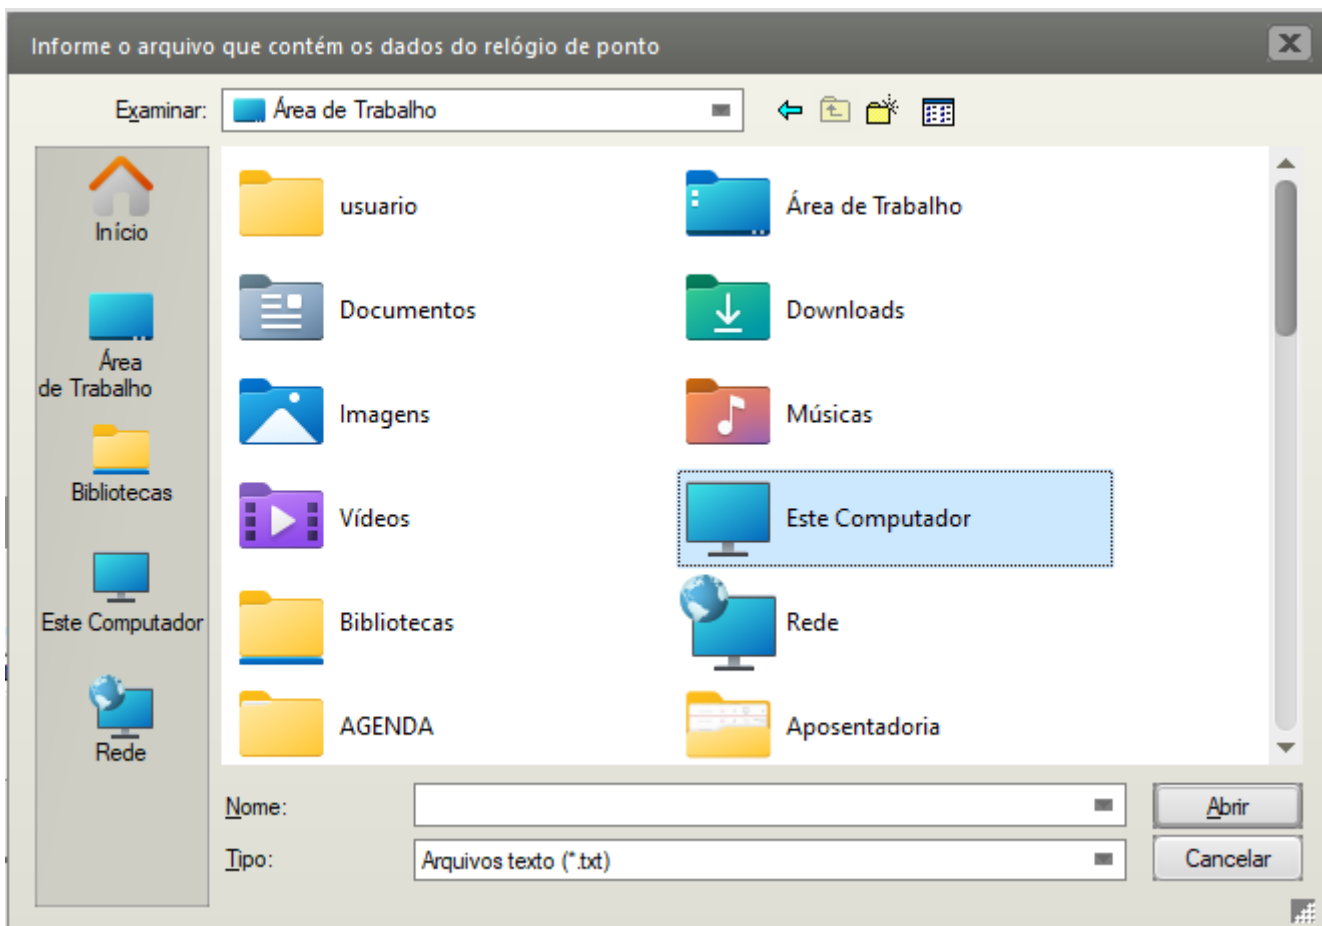 Informe o arquivo que contém os dados do relógio de ponto
Examinar:
Área de Trabalho
Início
Área
de Trabalho
Bibliotecas
Este Computador
Rede
usuario
Área de Trabalho
Documentos
Downloads
Imagens
Músicas
Vídeos
Este Computador
Bibliotecas
Rede
AGENDA
Aposentadoria
Nome:
Abrir
Tipo:
Arquivos texto (*.txt)
Cancelar